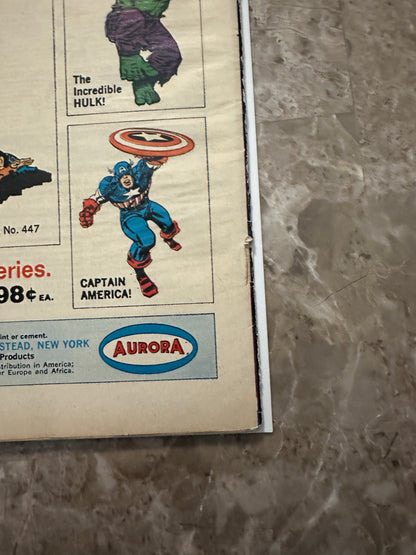 The
Incredible
HULK!
No. 447
CAPTAIN
AMERICA!
eries.
98¢ EA.
int or cement.
STEAD, NEW YORK
Products
tribution in America;
r Europe and Africa.
AURORA